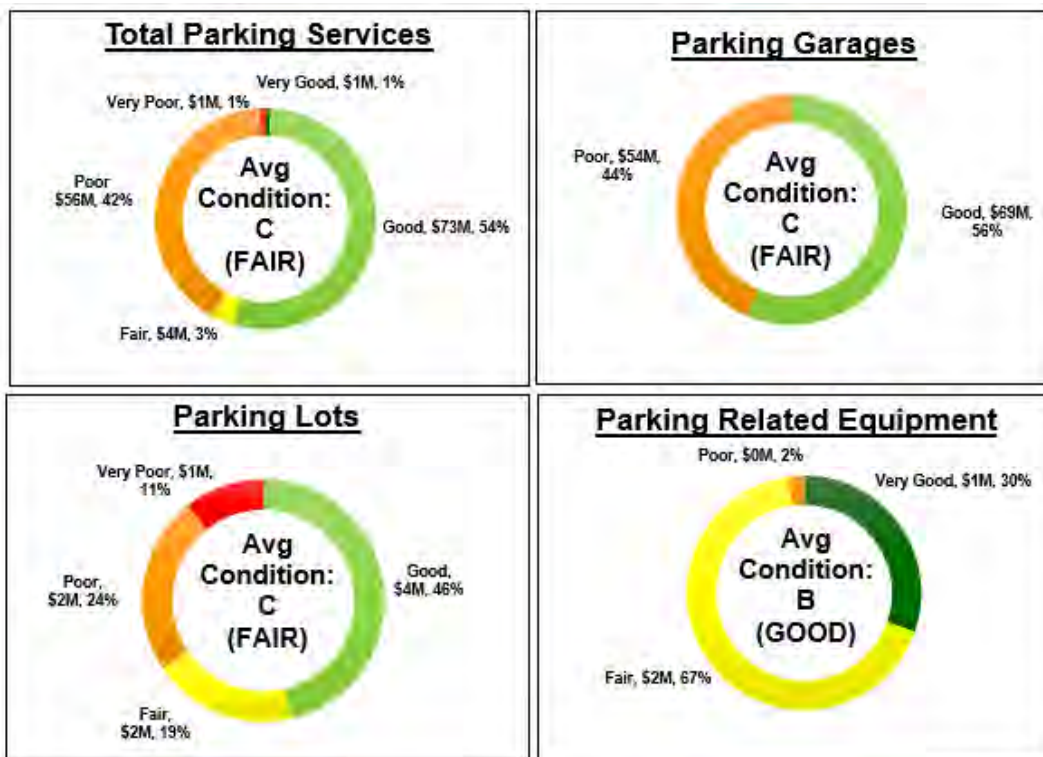 Total Parking Services
Very Good, $1M, 1%
Very Poor, $1M, 1%
Poor
$56M, 42%
Avg
Condition:
C
(FAIR)
Good, $73M, 54%
Fair, $4M, 3%
Parking Garages
Poor, $54M,
44%
Avg
Condition:
C
(FAIR)
Good, $69M,
56%
Parking Lots
Very Poor, $1M,
11%
Poor,
$2M, 24%
Avg
Condition:
C
(FAIR)
Good,
$4M, 46%
Fair,
$2M, 19%
Parking Related Equipment
Poor, $0M, 2%
Very Good, $1M, 30%
Avg
Condition:
B
(GOOD)
Fair, $2M, 67%